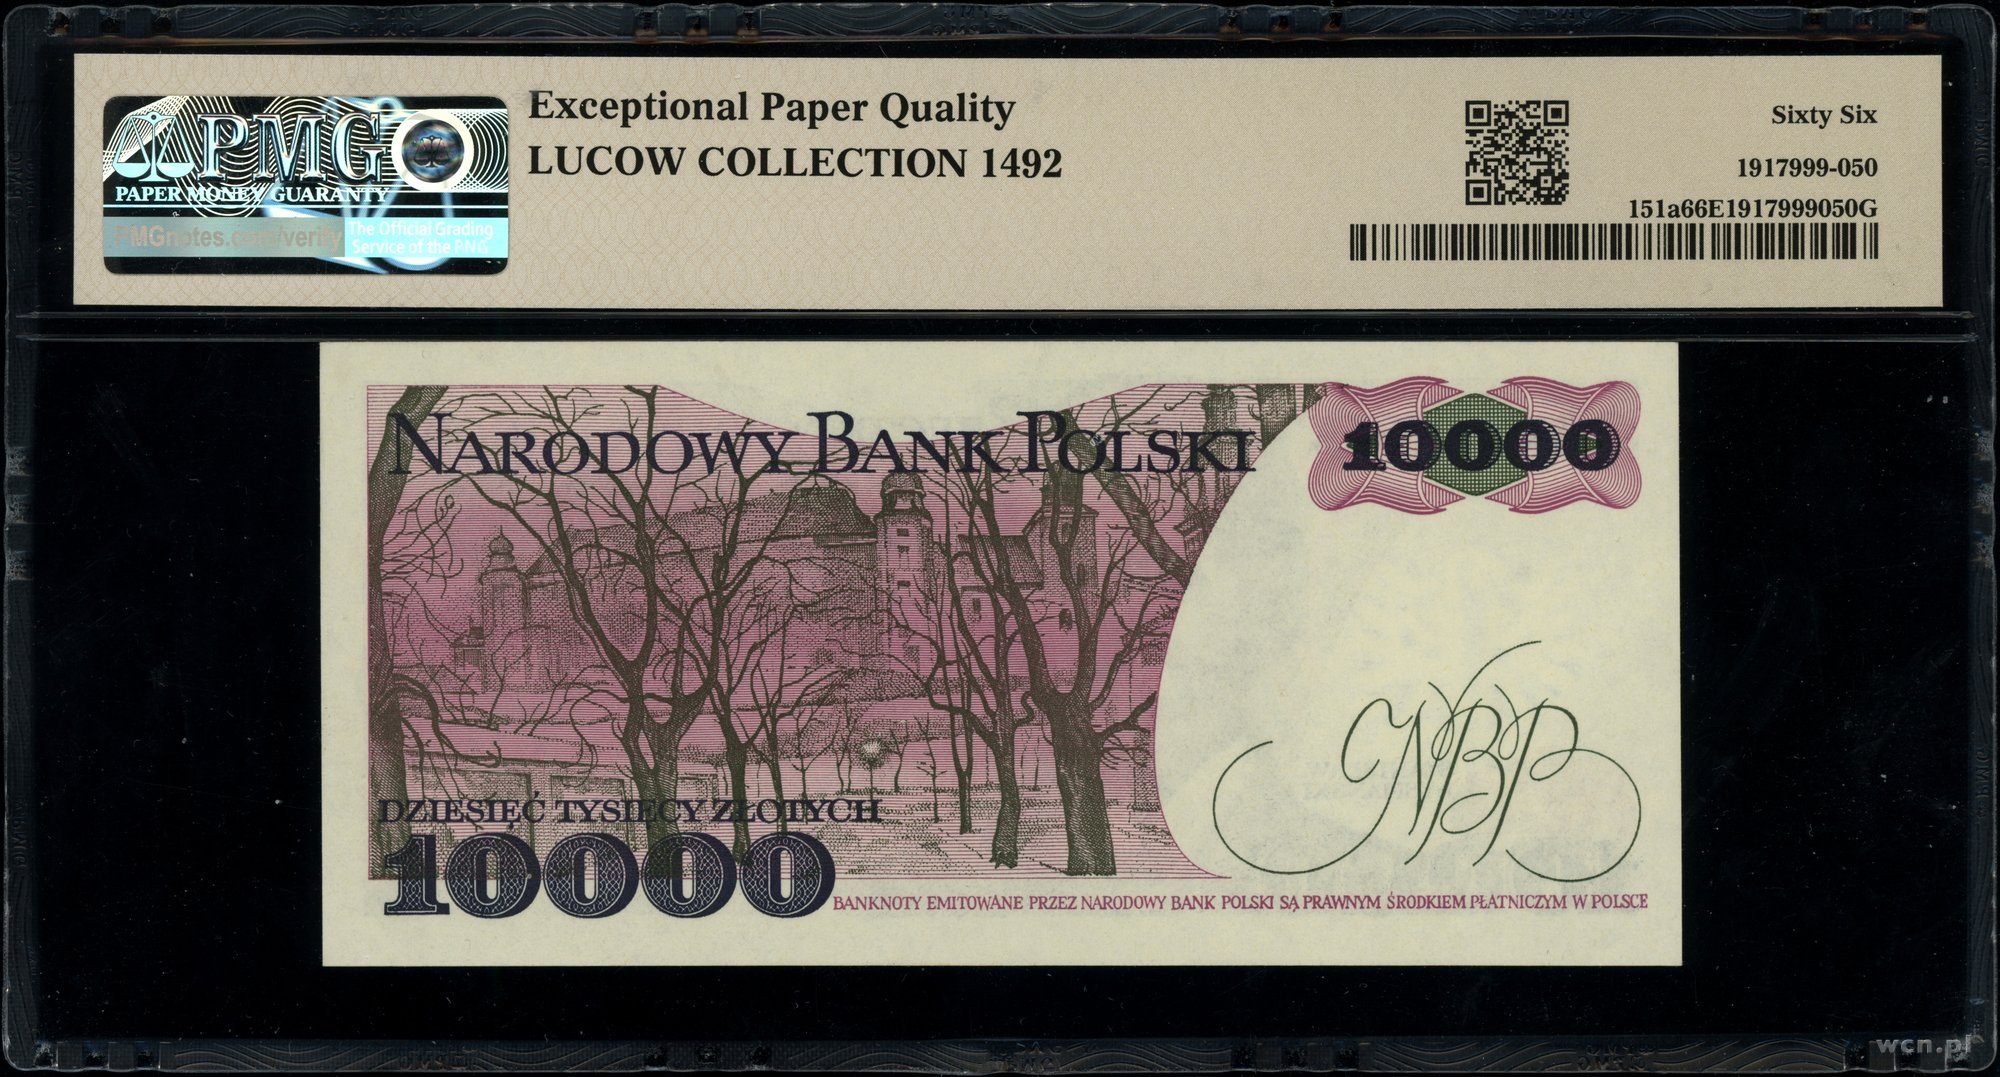 PMG
PAPER MONEY GUARANTY
PMGnotes.com/verify
The Official Grading
Service of the PNG
Exceptional Paper Quality
LUCOW COLLECTION 1492
Sixty Six
1917999-050
151a66E1917999050G
NARODOWY BANK POLSKI
10000
NBP
DZIESIĘĆ TYSIĘCY ZŁOTYCH
10000
BANKNOTY EMITOWANE PRZEZ NARODOWY BANK POLSKI SĄ PRAWNYM ŚRODKIEM PŁATNICZYM W POLSCE
wcn.pl